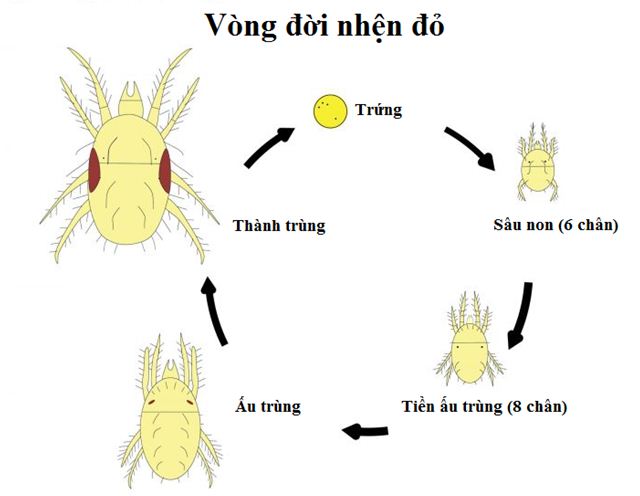 Vòng đời nhện đỏ
Trứng
Thành trùng
Sâu non (6 chân)
Ấu trùng
Tiền ấu trùng (8 chân)